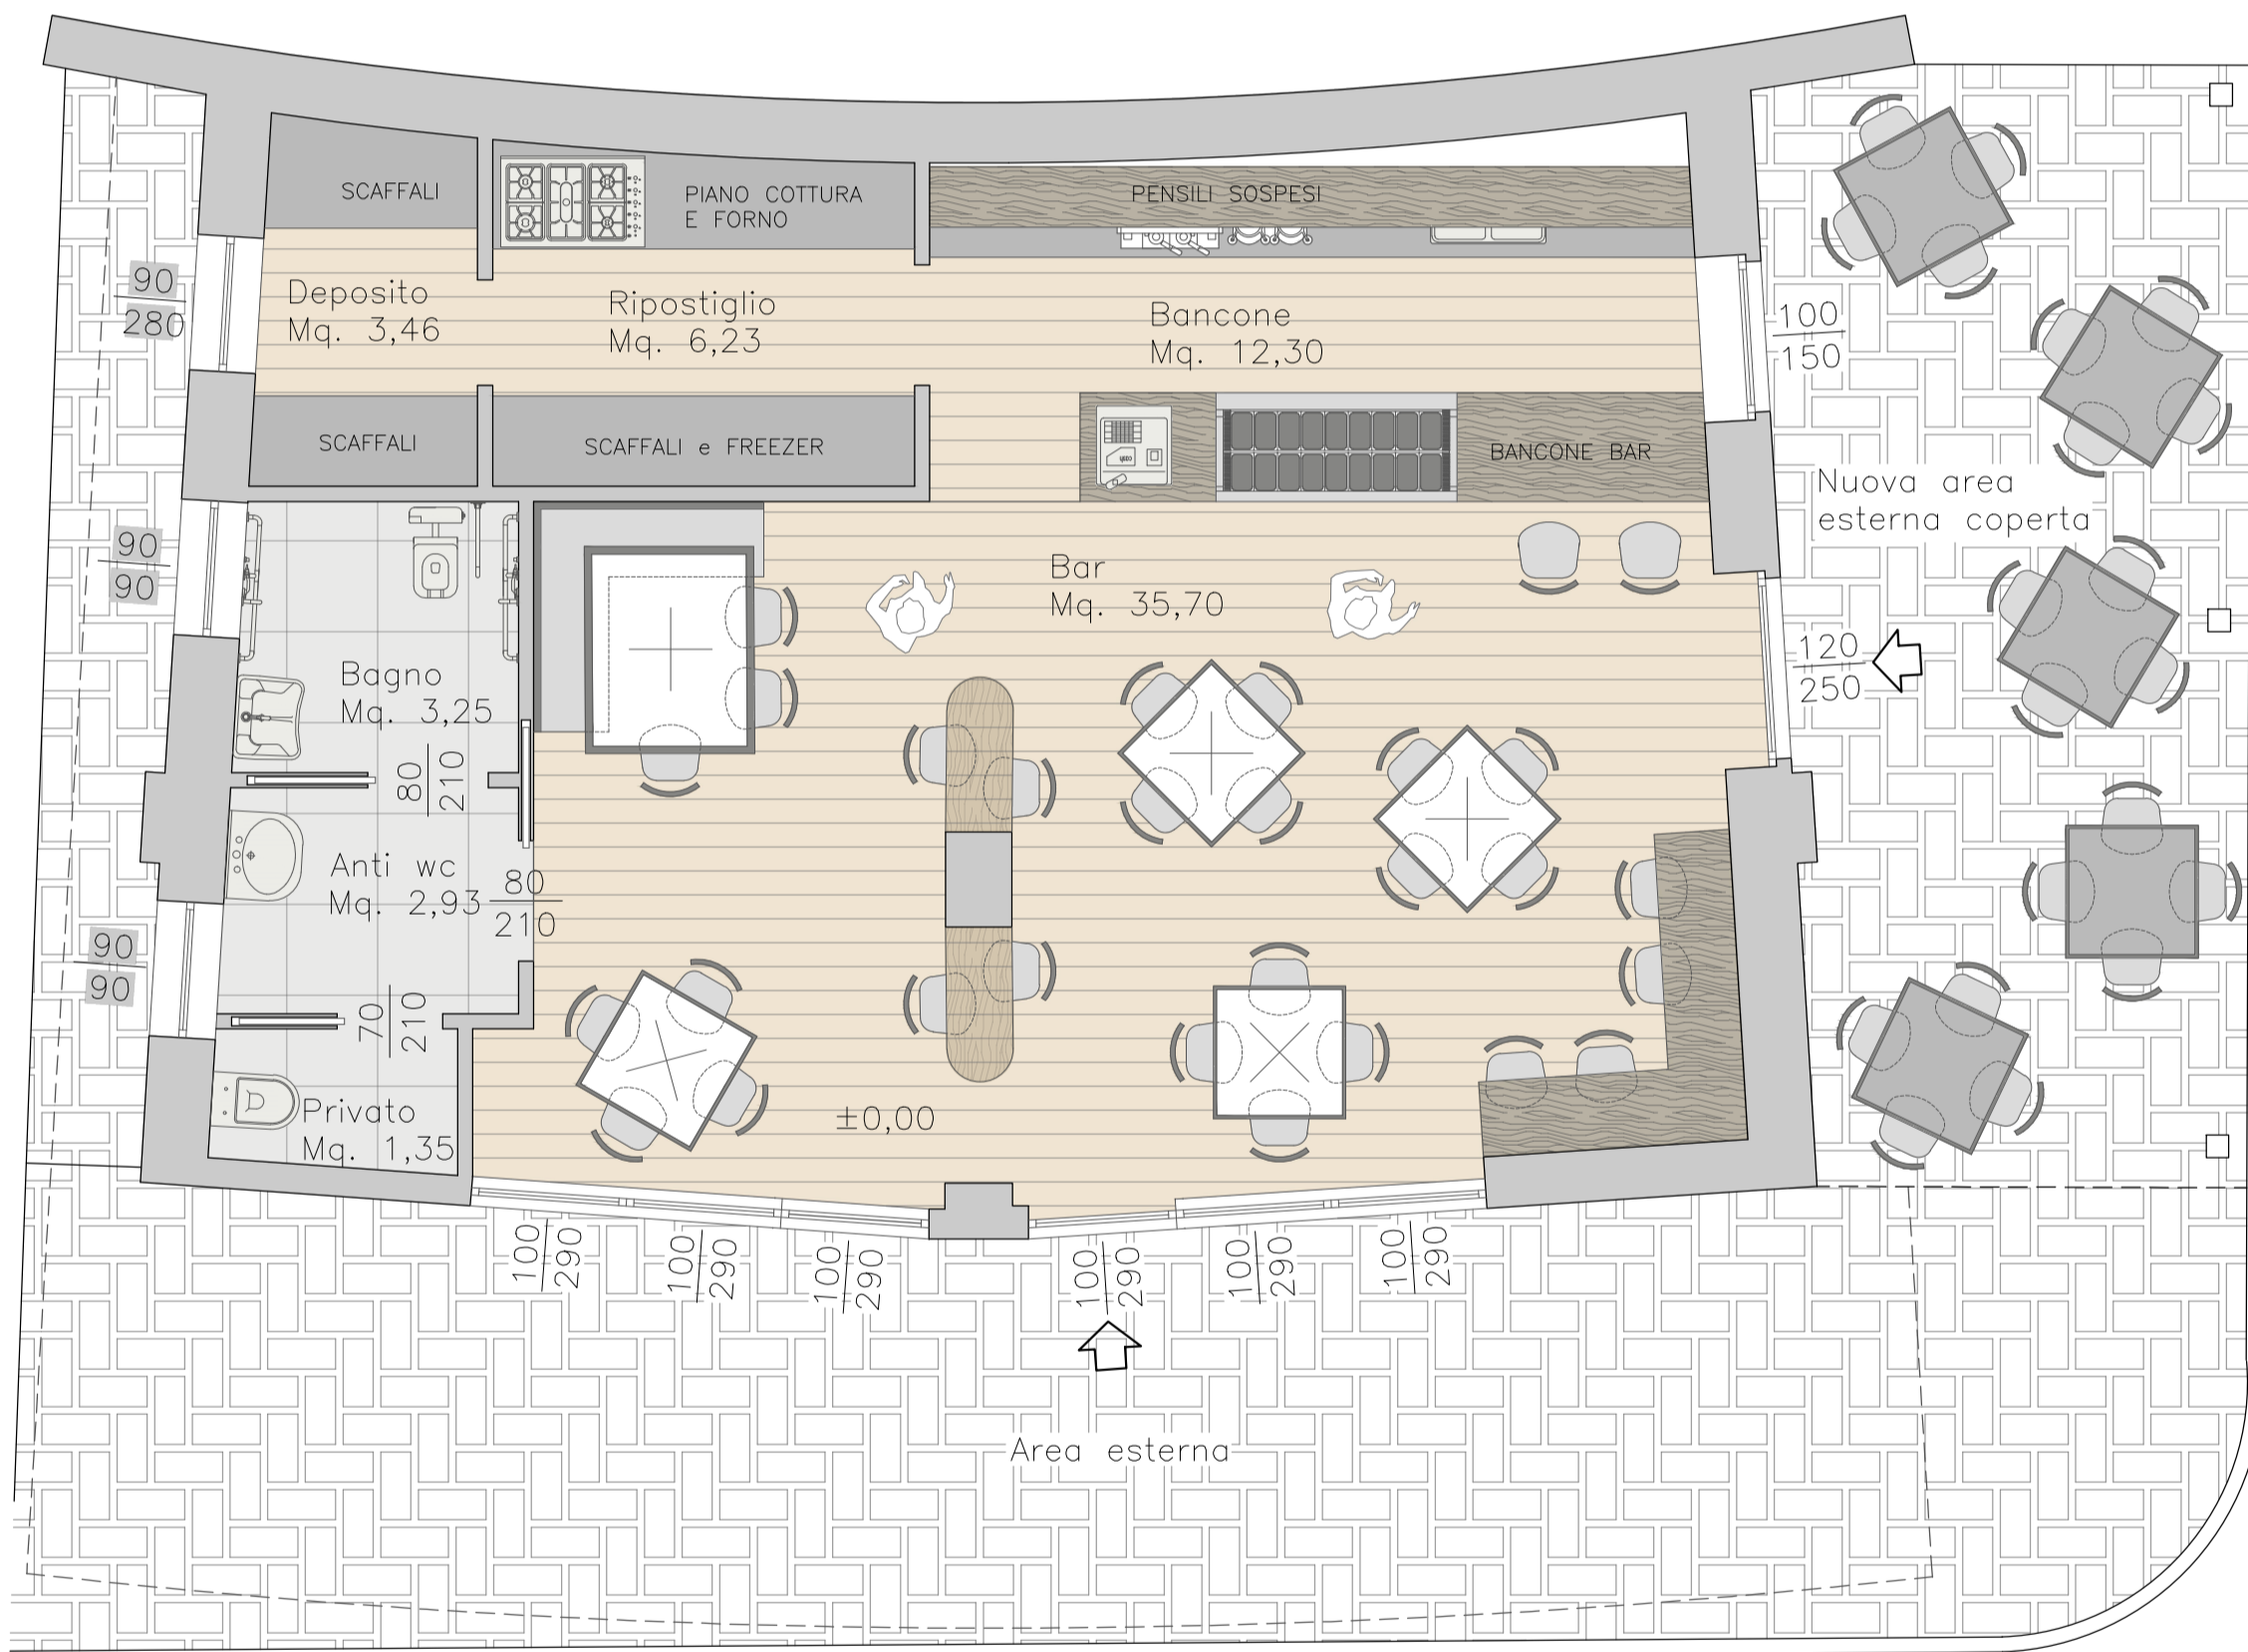 SCAFFALI
PIANO COTTURA
E FORNO
PENSILI SOSPESI
90
280
Deposito
Mq. 3,46
Ripostiglio
Mq. 6,23
Bancone
Mq. 12,30
100
150
SCAFFALI
SCAFFALI e FREEZER
BANCONE BAR
Nuova area
esterna coperta
90
90
Bar
Mq. 35,70
120
250
Bagno
Mq. 3,25
80
210
Anti wc
Mq. 2,93
80
210
90
90
70
210
Privato
Mq. 1,35
±0,00
100
290
100
290
100
290
100
290
100
290
100
290
Area esterna